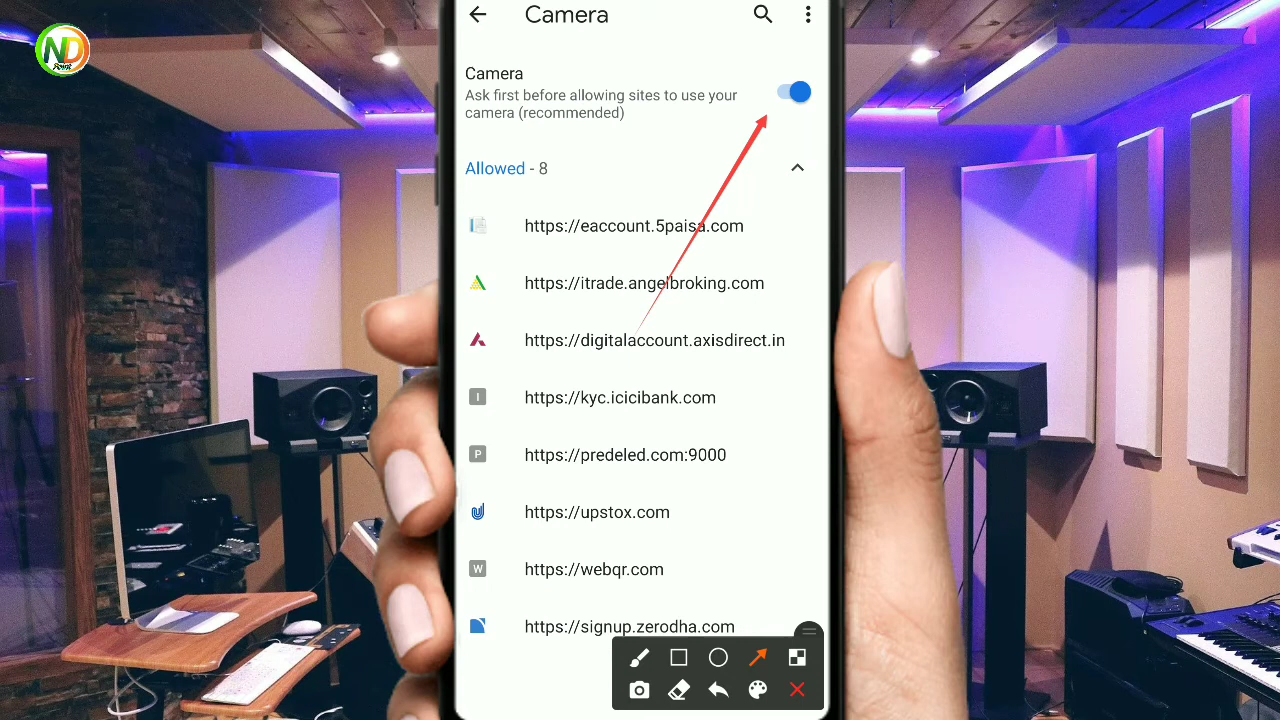 ND
Point
Camera
Camera
Ask first before allowing sites to use your
camera (recommended)
Allowed - 8
https://eaccount.5paisa.com
https://itrade.angelbroking.com
https://digitalaccount.axisdirect.in
I https://kyc.icicibank.com
P https://predeled.com:9000
https://upstox.com
W https://webqr.com
https://signup.zerodha.com